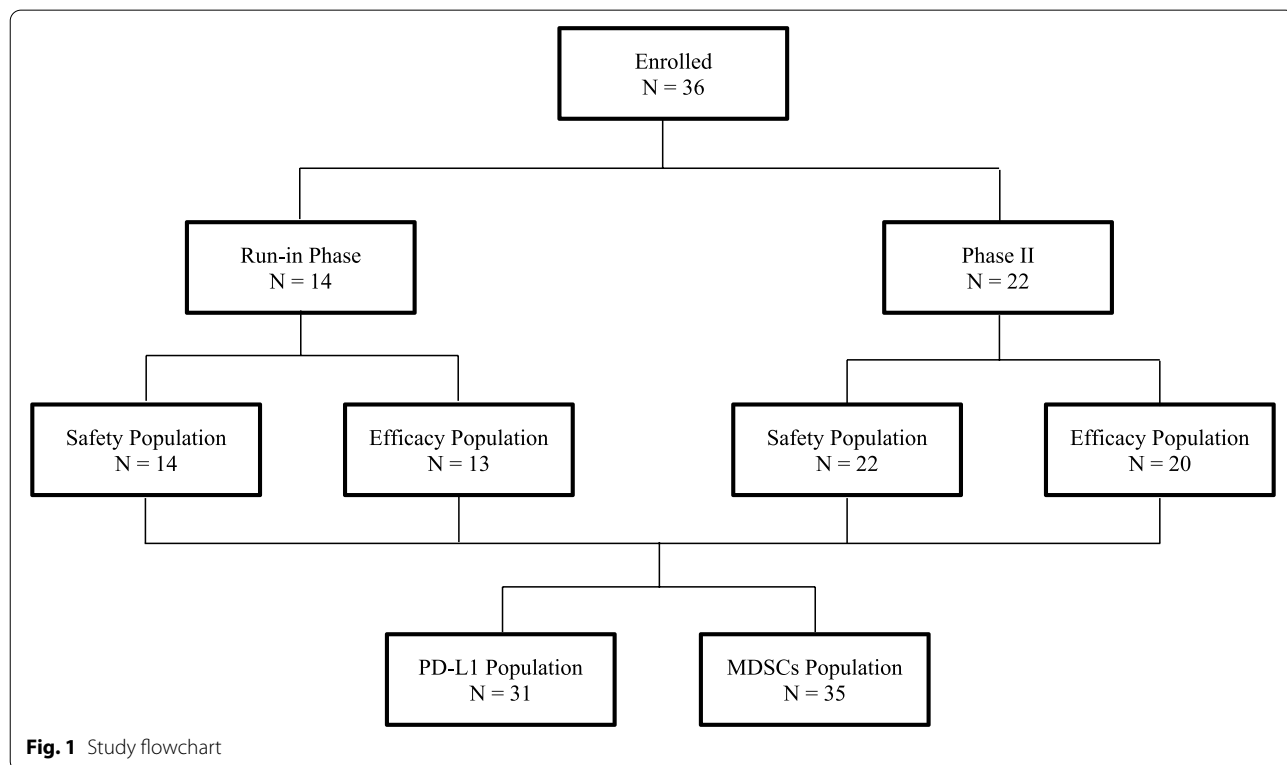 Enrolled
N = 36
Run-in Phase
N = 14
Phase II
N = 22
Safety Population
N = 14
Efficacy Population
N = 13
Safety Population
N = 22
Efficacy Population
N = 20
PD-L1 Population
N = 31
MDSCs Population
N = 35
Fig. 1 Study flowchart